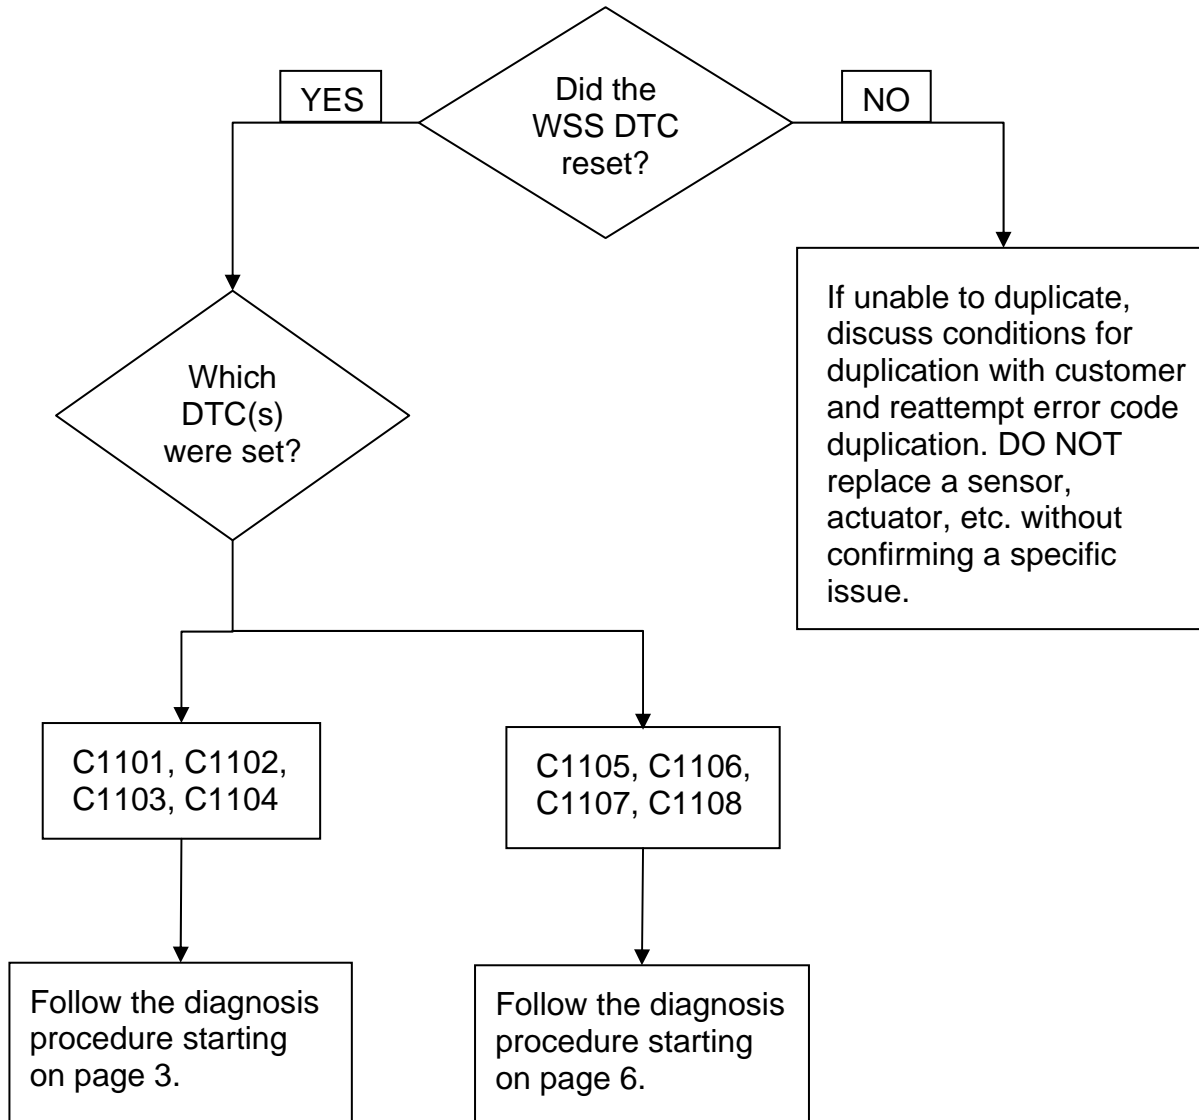 YES
Did the
WSS DTC
reset?
NO
If unable to duplicate,
discuss conditions for
duplication with customer
and reattempt error code
duplication. DO NOT
replace a sensor,
actuator, etc. without
confirming a specific
issue.
Which
DTC(s)
were set?
C1101, C1102,
C1103, C1104
C1105, C1106,
C1107, C1108
Follow the diagnosis
procedure starting
on page 3.
Follow the diagnosis
procedure starting
on page 6.